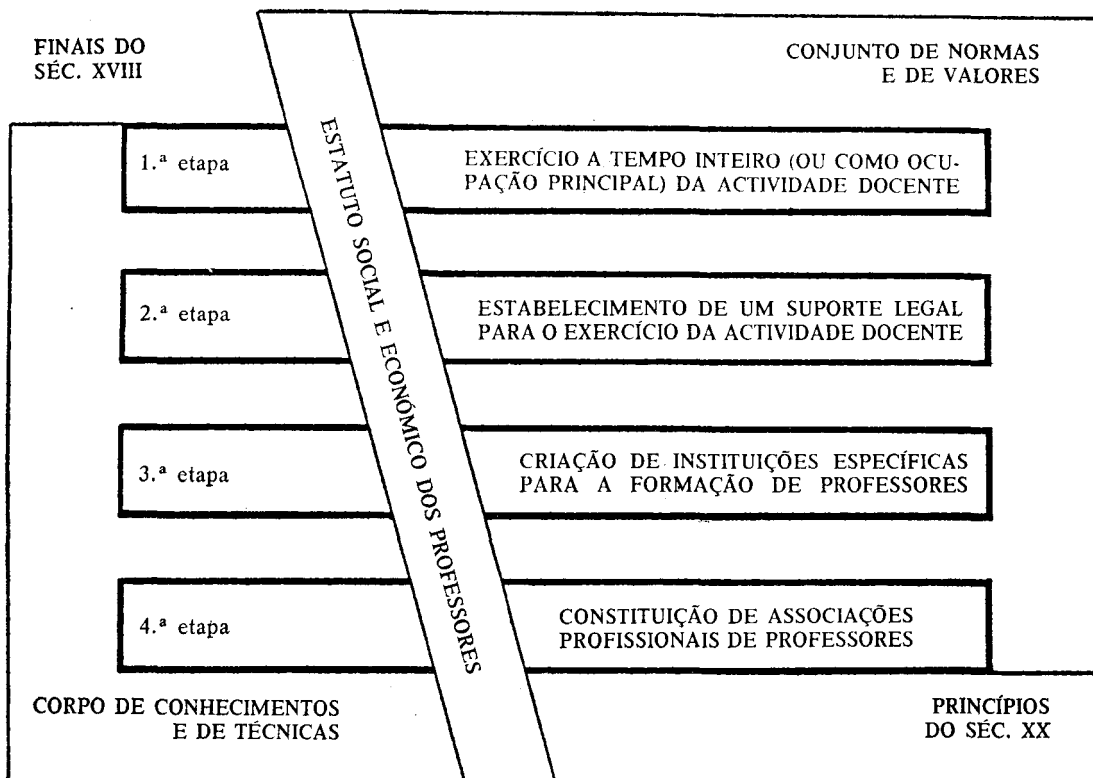 FINAIS DO
SÉC. XVIII
CONJUNTO DE NORMAS
E DE VALORES
ESTATUTO SOCIAL E ECONÓMICO DOS PROFESSORES
1.ª etapa
EXERCÍCIO A TEMPO INTEIRO (OU COMO OCU-
PAÇÃO PRINCIPAL) DA ACTIVIDADE DOCENTE
2.ª etapa
ESTABELECIMENTO DE UM SUPORTE LEGAL
PARA O EXERCÍCIO DA ACTIVIDADE DOCENTE
3.ª etapa
CRIAÇÃO DE INSTITUIÇÕES ESPECÍFICAS
PARA A FORMAÇÃO DE PROFESSORES
4.ª etapa
CONSTITUIÇÃO DE ASSOCIAÇÕES
PROFISSIONAIS DE PROFESSORES
CORPO DE CONHECIMENTOS
E DE TÉCNICAS
PRINCÍPIOS
DO SÉC. XX